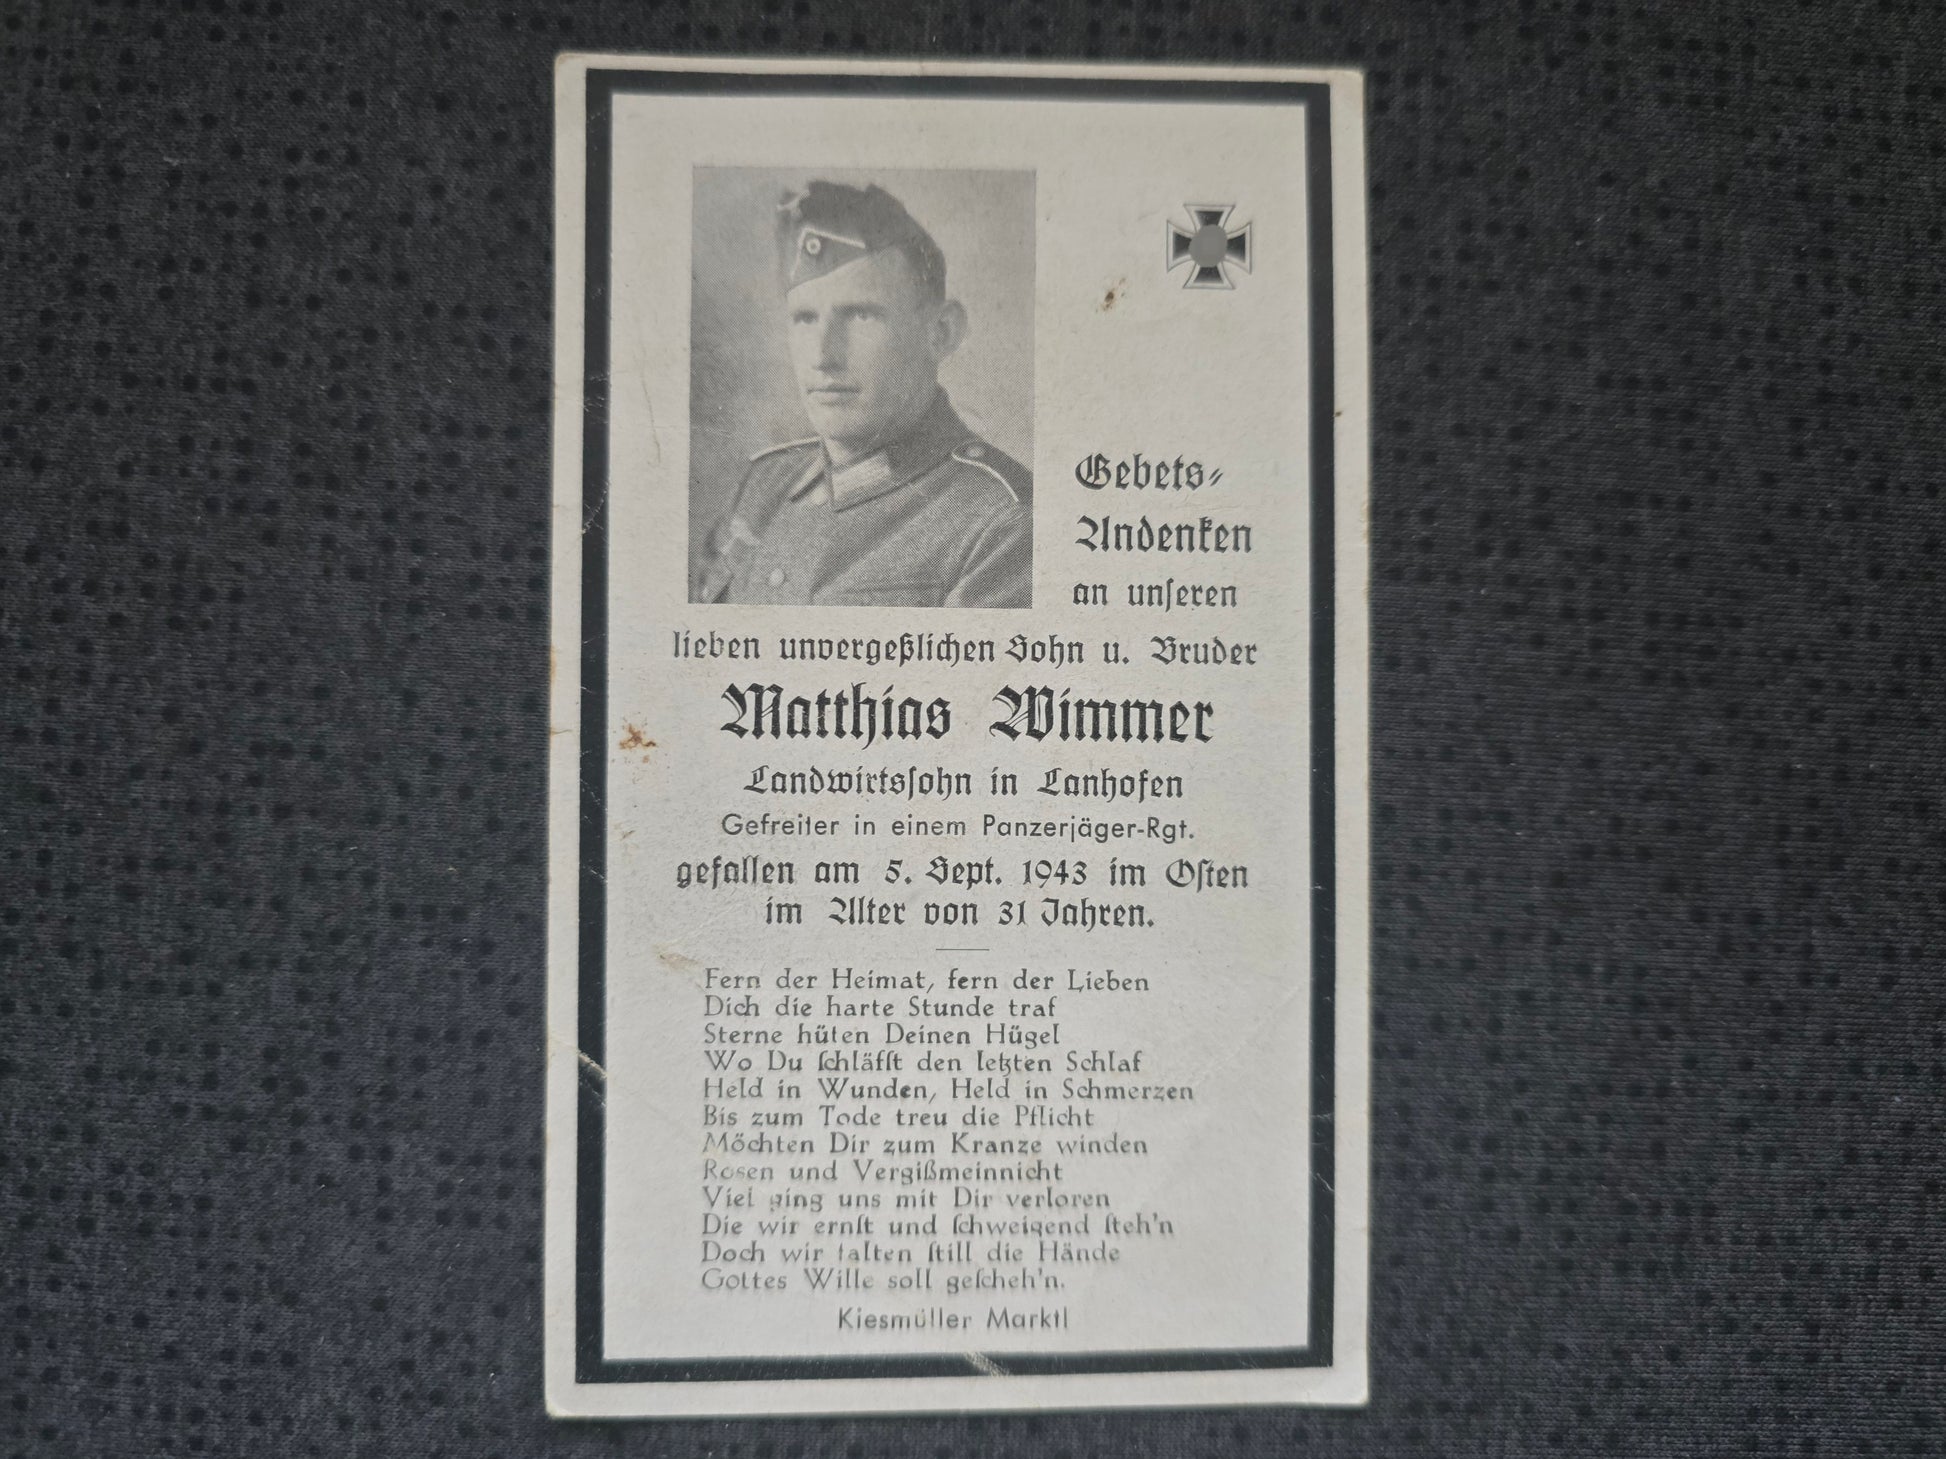 Gebets-
Andenken
an unseren
lieben unvergeßlichen Sohn u. Bruder
Matthias Wimmer
Landwirtssohn in Lanhofen
Gefreiter in einem Panzerjäger-Rgt.
gefallen am 5. Sept. 1943 im Osten
im Alter von 31 Jahren.
Fern der Heimat, fern der Lieben
Dich die harte Stunde traf
Sterne hüten Deinen Hügel
Wo Du schläfst den letzten Schlaf
Held in Wunden, Held in Schmerzen
Bis zum Tode treu die Pflicht
Möchten Dir zum Kranze winden
Rosen und Vergißmeinnicht
Viel ging uns mit Dir verloren
Die wir ernst und schweigend steh'n
Doch wir falten still die Hände
Gottes Wille soll gescheh'n.
Kiesmüller Marktl